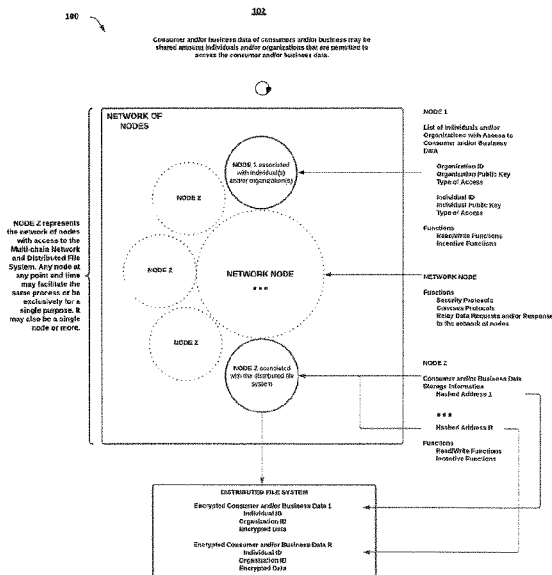 100
102
Consumer and/or business data of consumers and/or business may be
shared amount individuals and/or organizations that are permitted to
access the consumer and/or business data.
NETWORK OF
NODES
NODE 1 associated
with individual(s)
and/or organization(s)
NODE Z
NODE Z
NODE Z
NETWORK NODE
***
NODE 2 associated
with the distributed file
system
NODE Z represents
the network of nodes
with access to the
Multi-chain Network
and Distributed File
System. Any node at
any point and time
may facilitate the
same process or be
exclusively for a
single purpose. It
may also be a single
node or more.
NODE 1
List of Individuals and/or
Organizations with Access to
Consumer and/or Business
Data
Organization ID
Organization Public Key
Type of Access
Individual ID
Individual Public Key
Type of Access
Functions
Read/Write Functions
Incentive Functions
NETWORK NODE
Functions
Security Protocols
Consensus Protocols
Relay Data Requests and/or Response
to the network of nodes
NODE 2
Consumer and/or Business Data
Storage Information
Hashed Address 1
***
Hashed Address R
Functions
Read/Write Functions
Incentive Functions
DISTRIBUTED FILE SYSTEM
Encrypted Consumer and/or Business Data 1
Individual ID
Organization ID
Encrypted Data
Encrypted Consumer and/or Business Data R
Individual ID
Organization ID
Encrypted Data